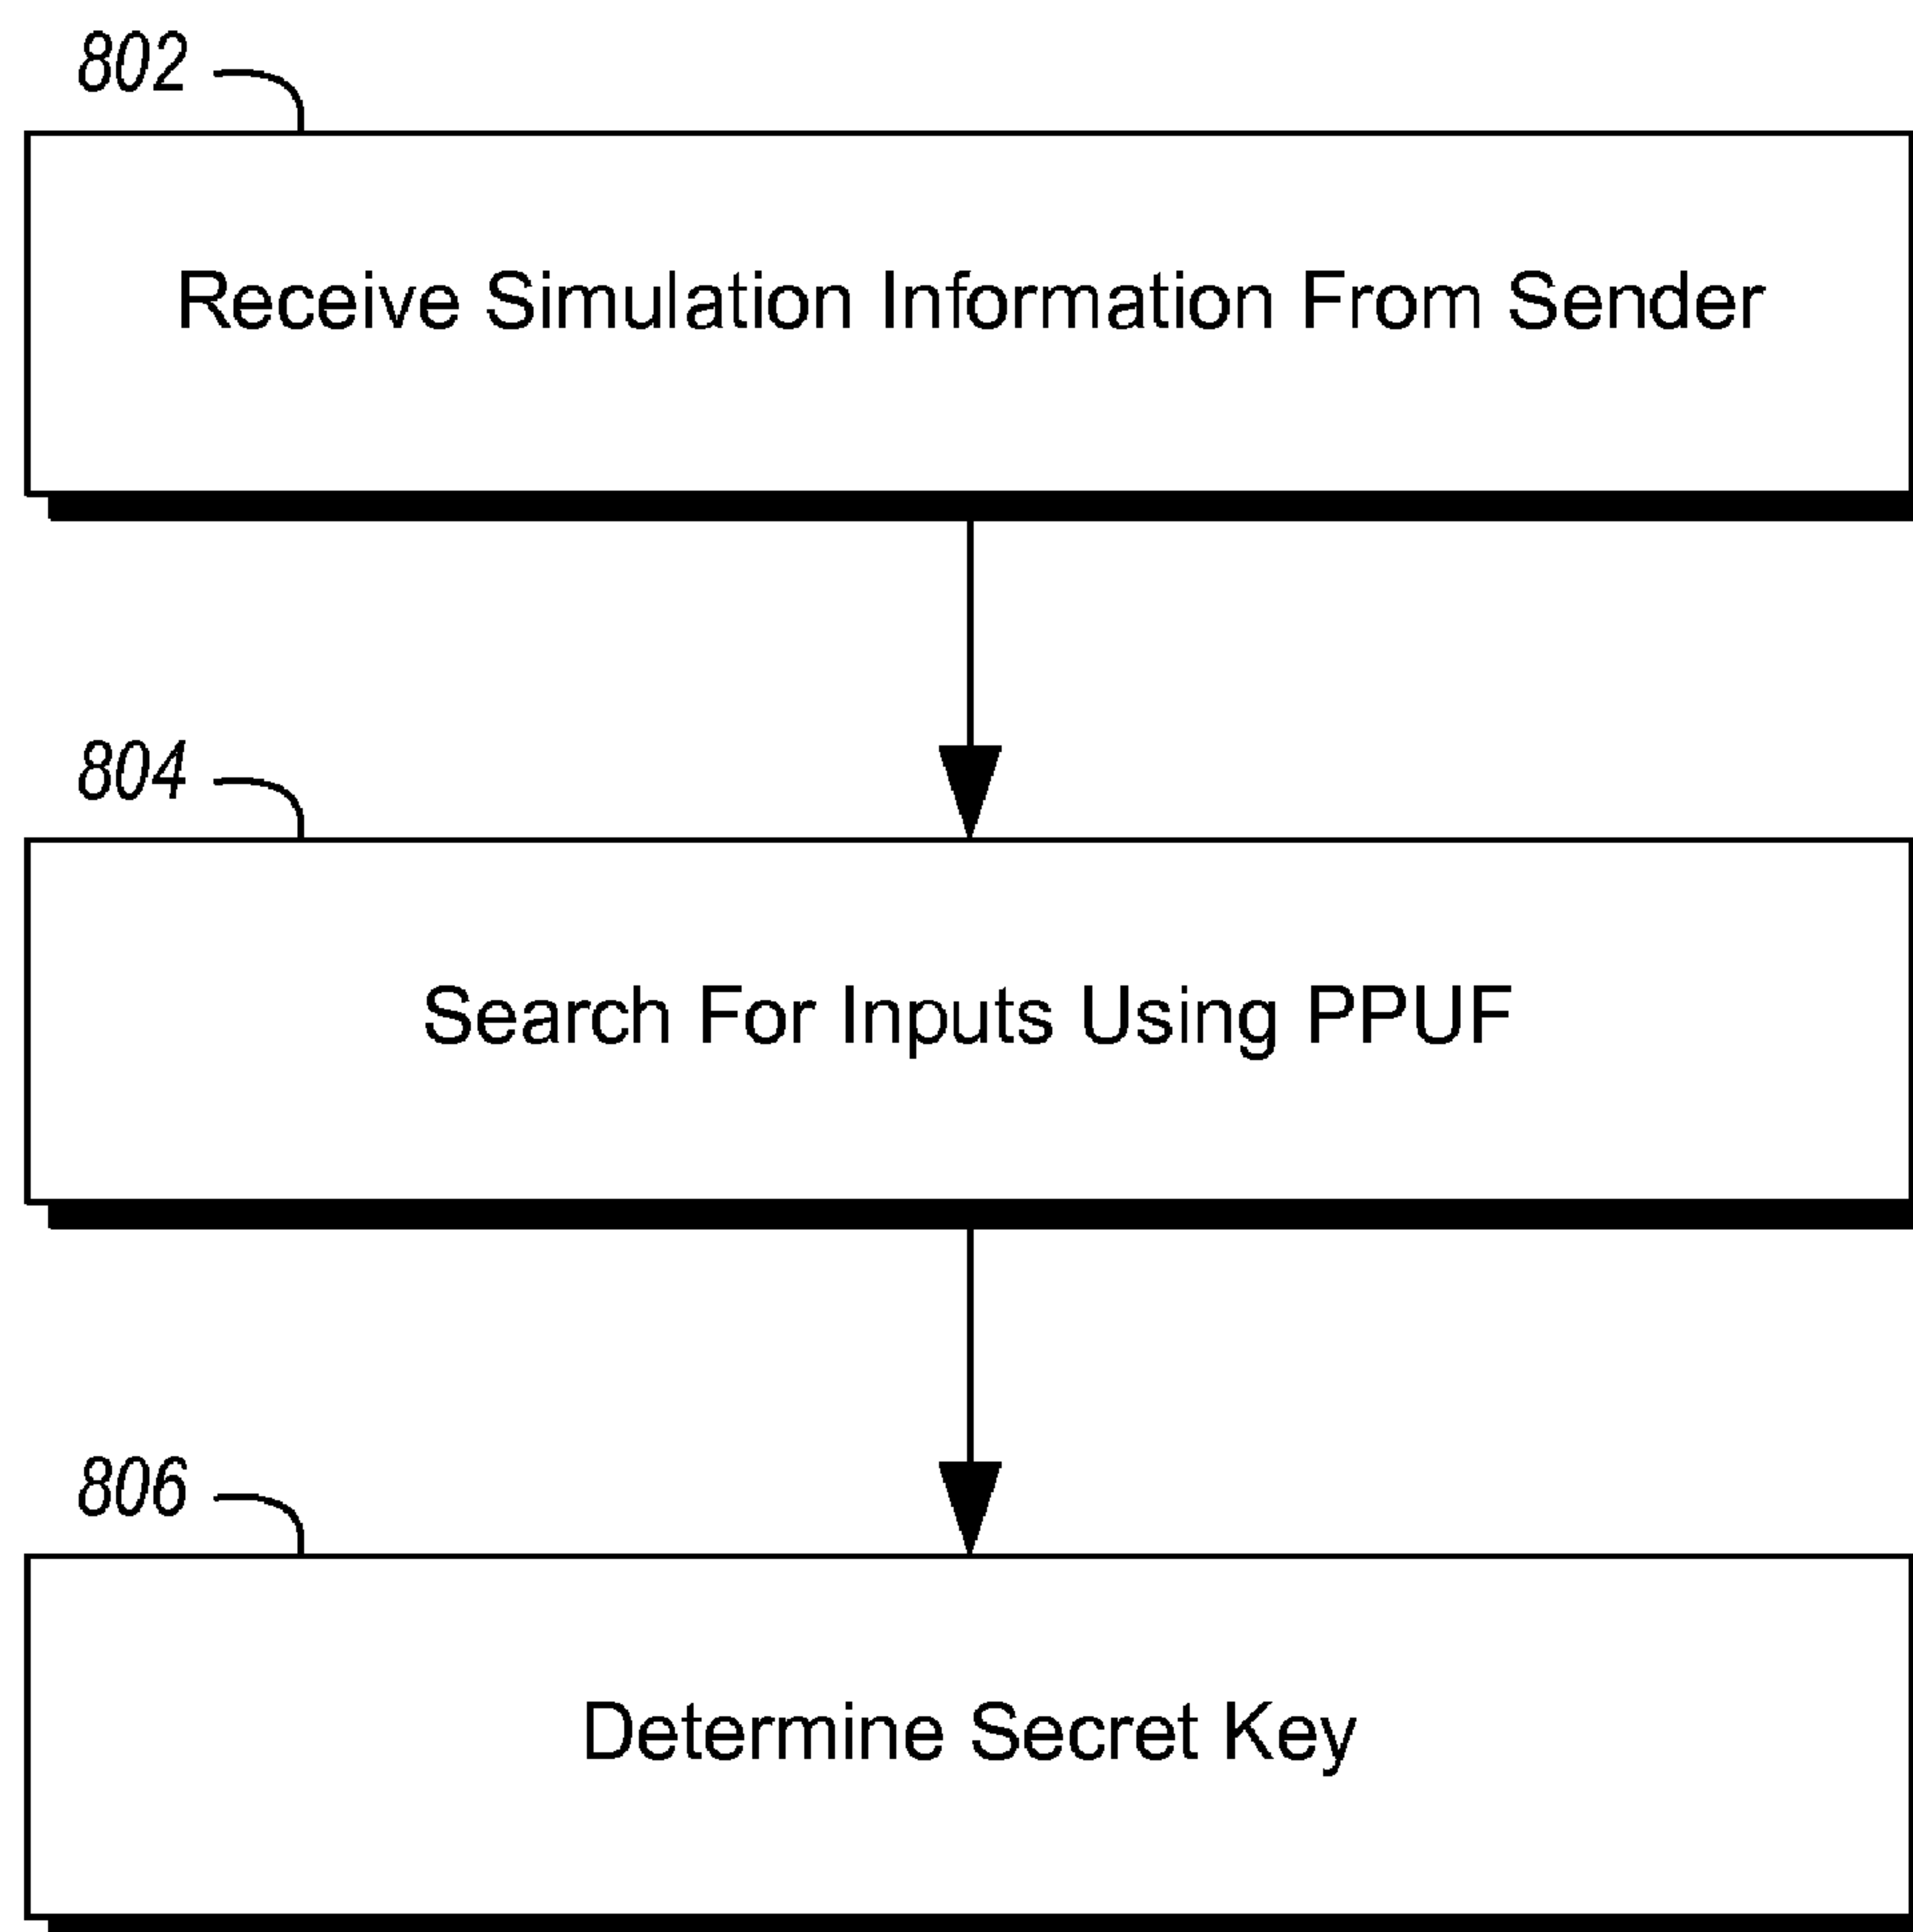 802
Receive Simulation Information From Sender
804
Search For Inputs Using PPUF
806
Determine Secret Key